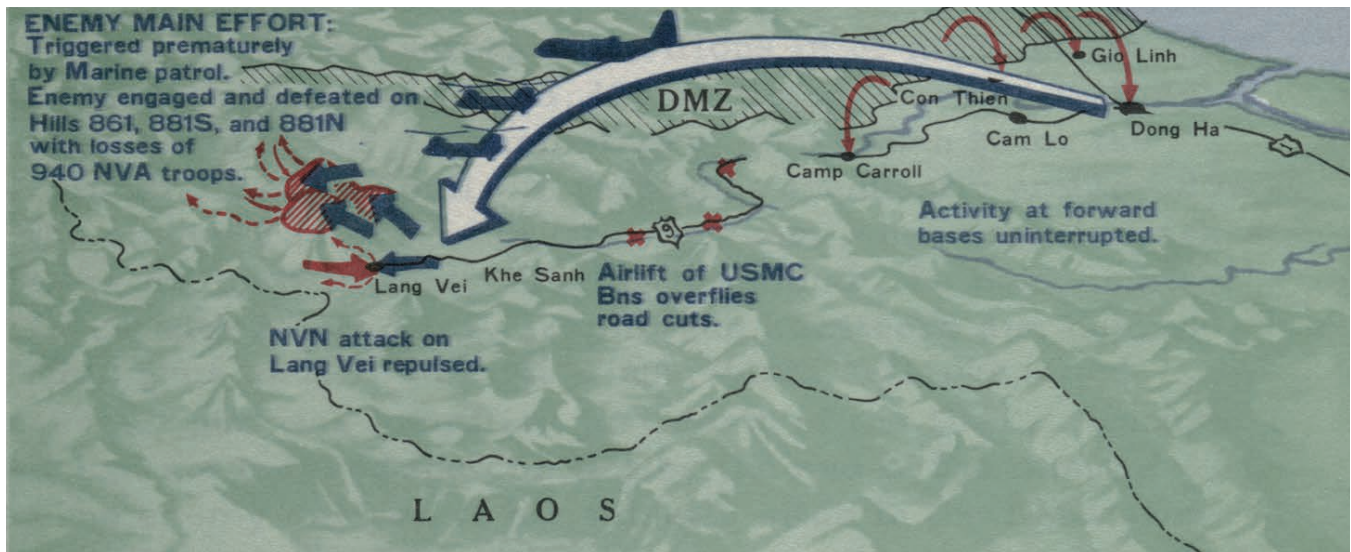 ENEMY MAIN EFFORT:
Triggered prematurely
by Marine patrol.
Enemy engaged and defeated on
Hills 861, 881S, and 881N
with losses of
940 NVA troops.
DMZ
Gio Linh
Con Thien
Cam Lo
Dong Ha
1
Camp Carroll
Activity at forward
bases uninterrupted.
9
Lang Vei
Khe Sanh
Airlift of USMC
Bns overflies
road cuts.
NVN attack on
Lang Vei repulsed.
LAOS